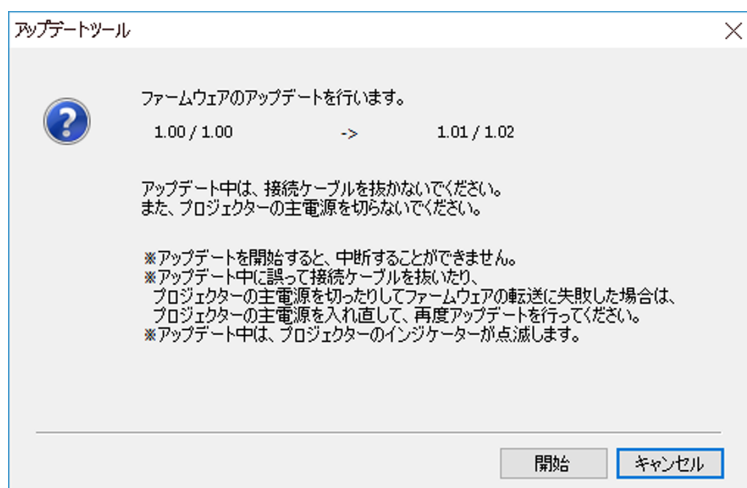 アップデートツール
ファームウェアのアップデートを行います。
1.00 / 1.00 -> 1.01 / 1.02
アップデート中は、接続ケーブルを抜かないでください。
また、プロジェクターの主電源を切らないでください。
※アップデートを開始すると、中断することができません。
※アップデート中に誤って接続ケーブルを抜いたり、
プロジェクターの主電源を切ったりしてファームウェアの転送に失敗した場合は、
プロジェクターの主電源を入れ直して、再度アップデートを行ってください。
※アップデート中は、プロジェクターのインジケーターが点滅します。
開始 キャンセル